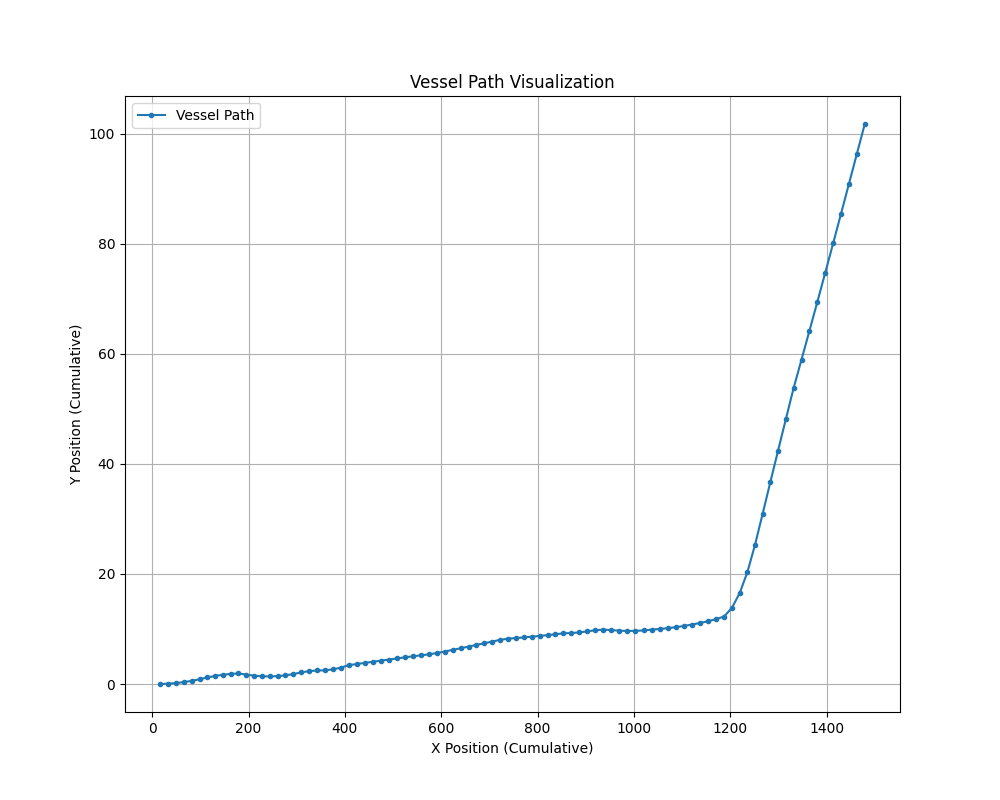 Vessel Path Visualization
Vessel Path
Y Position (Cumulative)
100
80
60
40
20
0
0 200 400 600 800 1000 1200 1400
X Position (Cumulative)